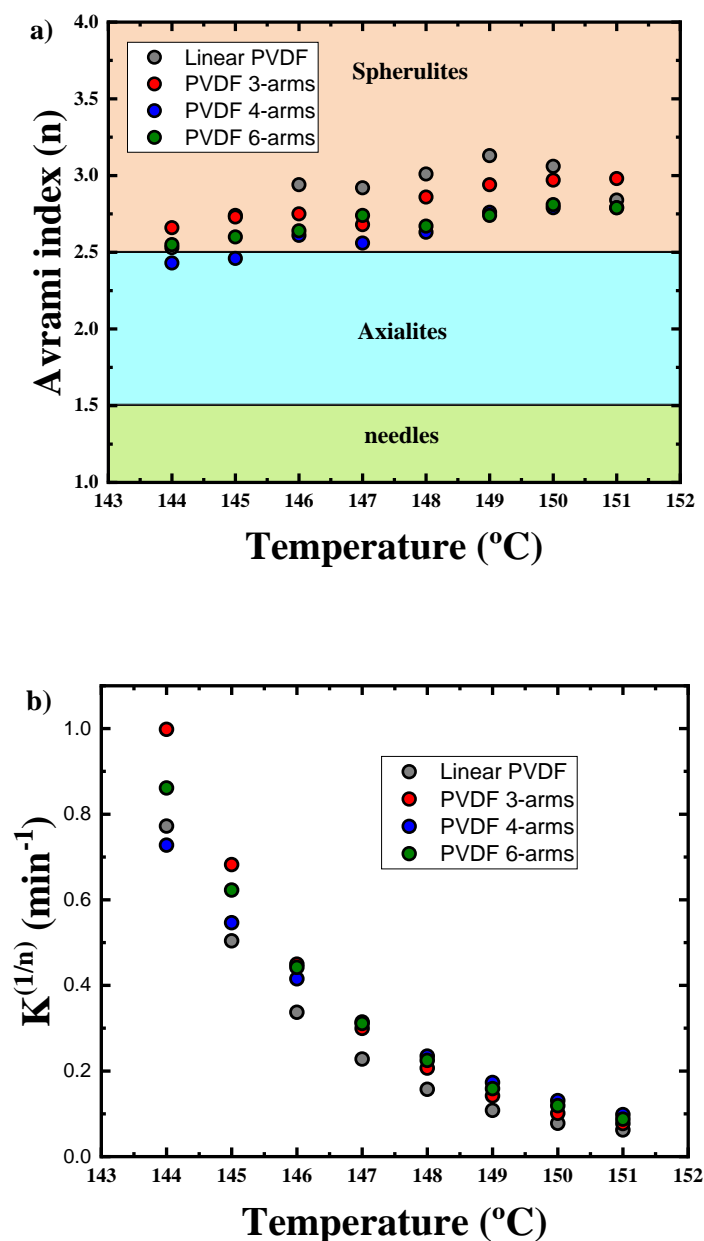 a)
4.0
3.5
3.0
2.5
2.0
1.5
1.0
Avrami index (n)
Linear PVDF
PVDF 3-arms
PVDF 4-arms
PVDF 6-arms
Spherulites
Axialites
needles
143 144 145 146 147 148 149 150 151 152
Temperature (ºC)
b)
1.0
0.8
0.6
0.4
0.2
0.0
K(1/n) (min-1)
Linear PVDF
PVDF 3-arms
PVDF 4-arms
PVDF 6-arms
143 144 145 146 147 148 149 150 151 152
Temperature (ºC)